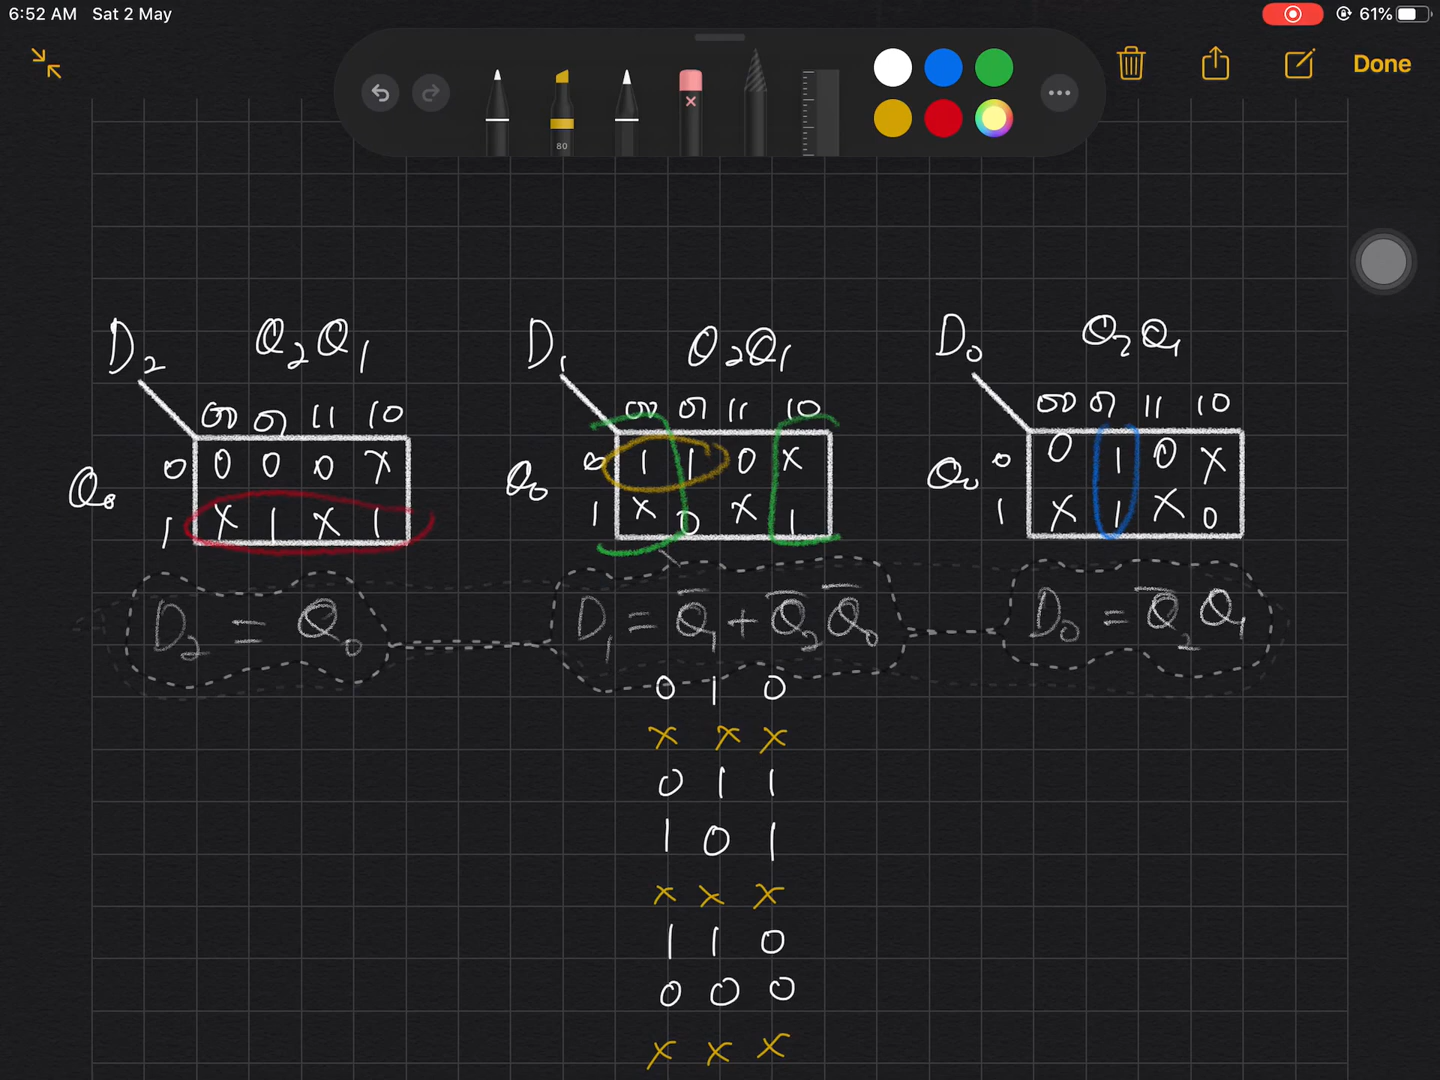 6:52 AM Sat 2 May
61%
Done
80
D₂ Q₂Q₁
00 01 11 10
Q₀ 0 0 0 0 X
1 X 1 X 1
D₁ Q₂Q₁
00 01 11 10
Q₀ 0 1 1 0 X
1 X 0 X 1
D₀ Q₂Q₁
00 01 11 10
Q₀ 0 0 1 0 X
1 X 1 X 0
D₂ = Q₀
D₁ = Q̅₁ + Q̅₂Q̅₀
D₀ = Q̅₂Q₁
0 1 0
X X X
0 1 1
1 0 1
X X X
1 1 0
0 0 0
X X X